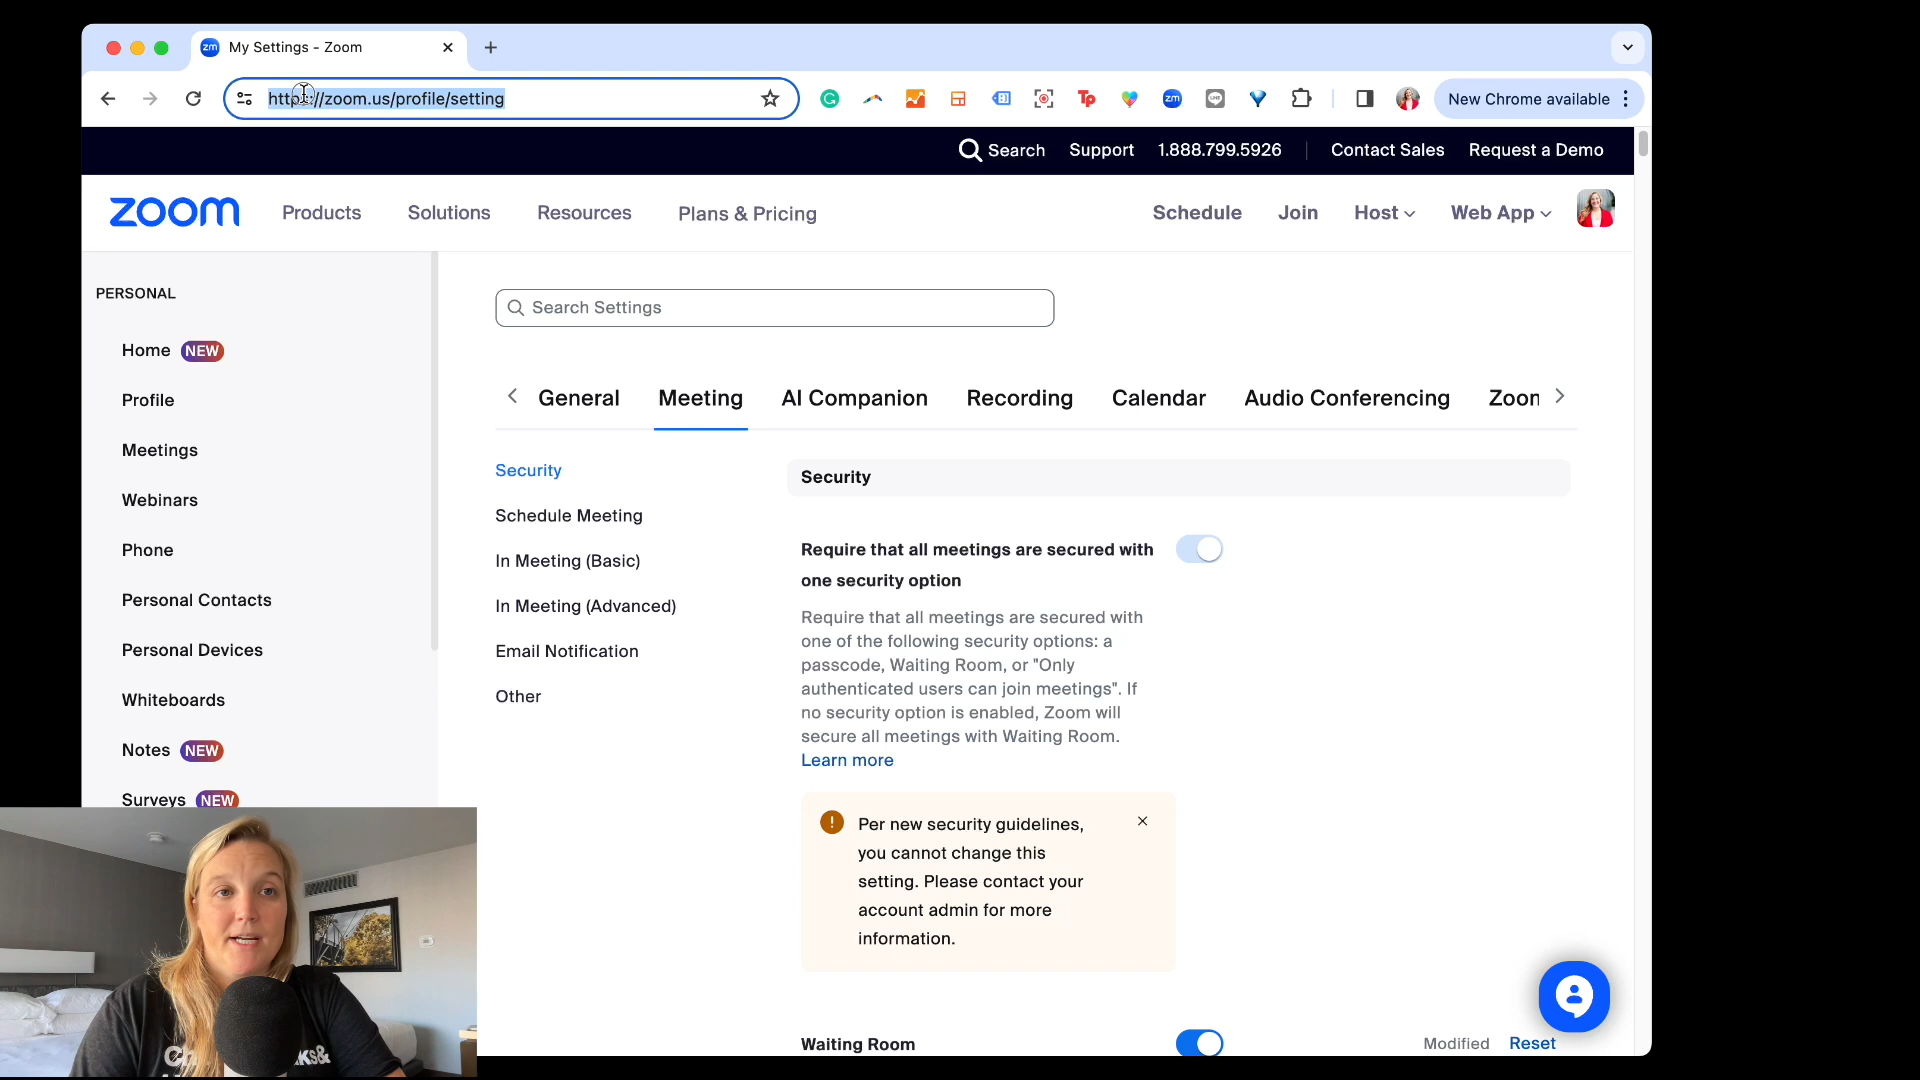 My Settings - Zoom
https://zoom.us/profile/setting
New Chrome available
Search
Support
1.888.799.5926
Contact Sales
Request a Demo
zoom
Products
Solutions
Resources
Plans & Pricing
Schedule
Join
Host
Web App
PERSONAL
Home NEW
Profile
Meetings
Webinars
Phone
Personal Contacts
Personal Devices
Whiteboards
Notes NEW
Surveys NEW
Search Settings
General
Meeting
AI Companion
Recording
Calendar
Audio Conferencing
Zoon
Security
Schedule Meeting
In Meeting (Basic)
In Meeting (Advanced)
Email Notification
Other
Security
Require that all meetings are secured with
one security option
Require that all meetings are secured with
one of the following security options: a
passcode, Waiting Room, or "Only
authenticated users can join meetings". If
no security option is enabled, Zoom will
secure all meetings with Waiting Room.
Learn more
Per new security guidelines,
you cannot change this
setting. Please contact your
account admin for more
information.
Waiting Room
Modified
Reset